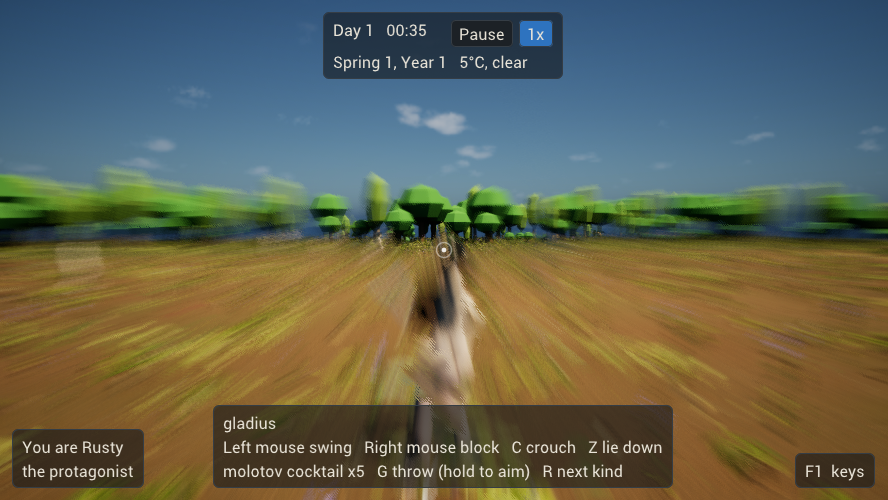 Day 1 00:35 Pause 1x
Spring 1, Year 1 5°C, clear
gladius
Left mouse swing Right mouse block C crouch Z lie down
molotov cocktail x5 G throw (hold to aim) R next kind
You are Rusty
the protagonist
F1 keys